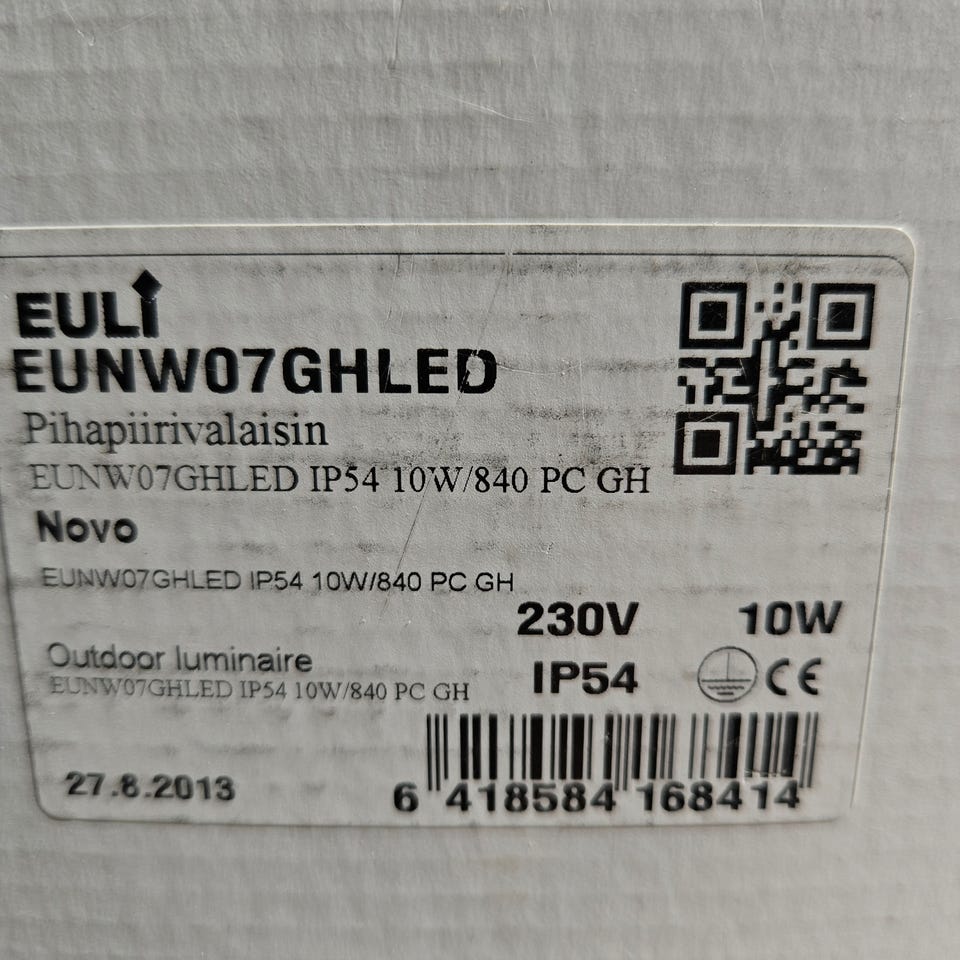 EULI
EUNW07GHLED
Pihapiirivalaisin
EUNW07GHLED IP54 10W/840 PC GH
Novo
EUNW07GHLED IP54 10W/840 PC GH
230V 10W
Outdoor luminaire
IP54 CE
EUNW07GHLED IP54 10W/840 PC GH
27.8.2013
6 418584 168414